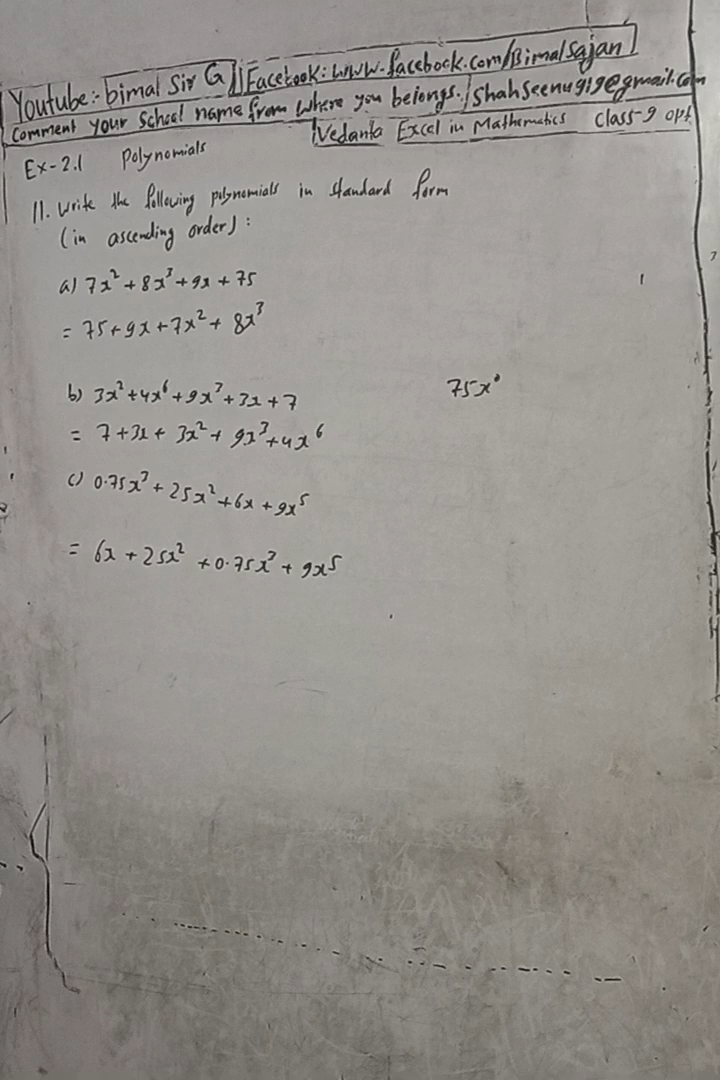 Youtube:- bimal Sir G || Facebook: www.facebook.com/Bimalsajan
Comment your School name from where you belongs. / Shahseenu919@gmail.com
Vedanta Excel in Mathematics Class-9 opt
Ex-2.1 Polynomials
11. Write the following polynomials in standard form
(in ascending order):
a) 7x² + 8x³ + 9x + 75
= 75 + 9x + 7x² + 8x³
b) 3x² + 4x⁶ + 9x³ + 3x + 7 75x⁰
= 7 + 3x + 3x² + 9x³ + 4x⁶
c) 0.75x³ + 25x² + 6x + 9x⁵
= 6x + 25x² + 0.75x³ + 9x⁵